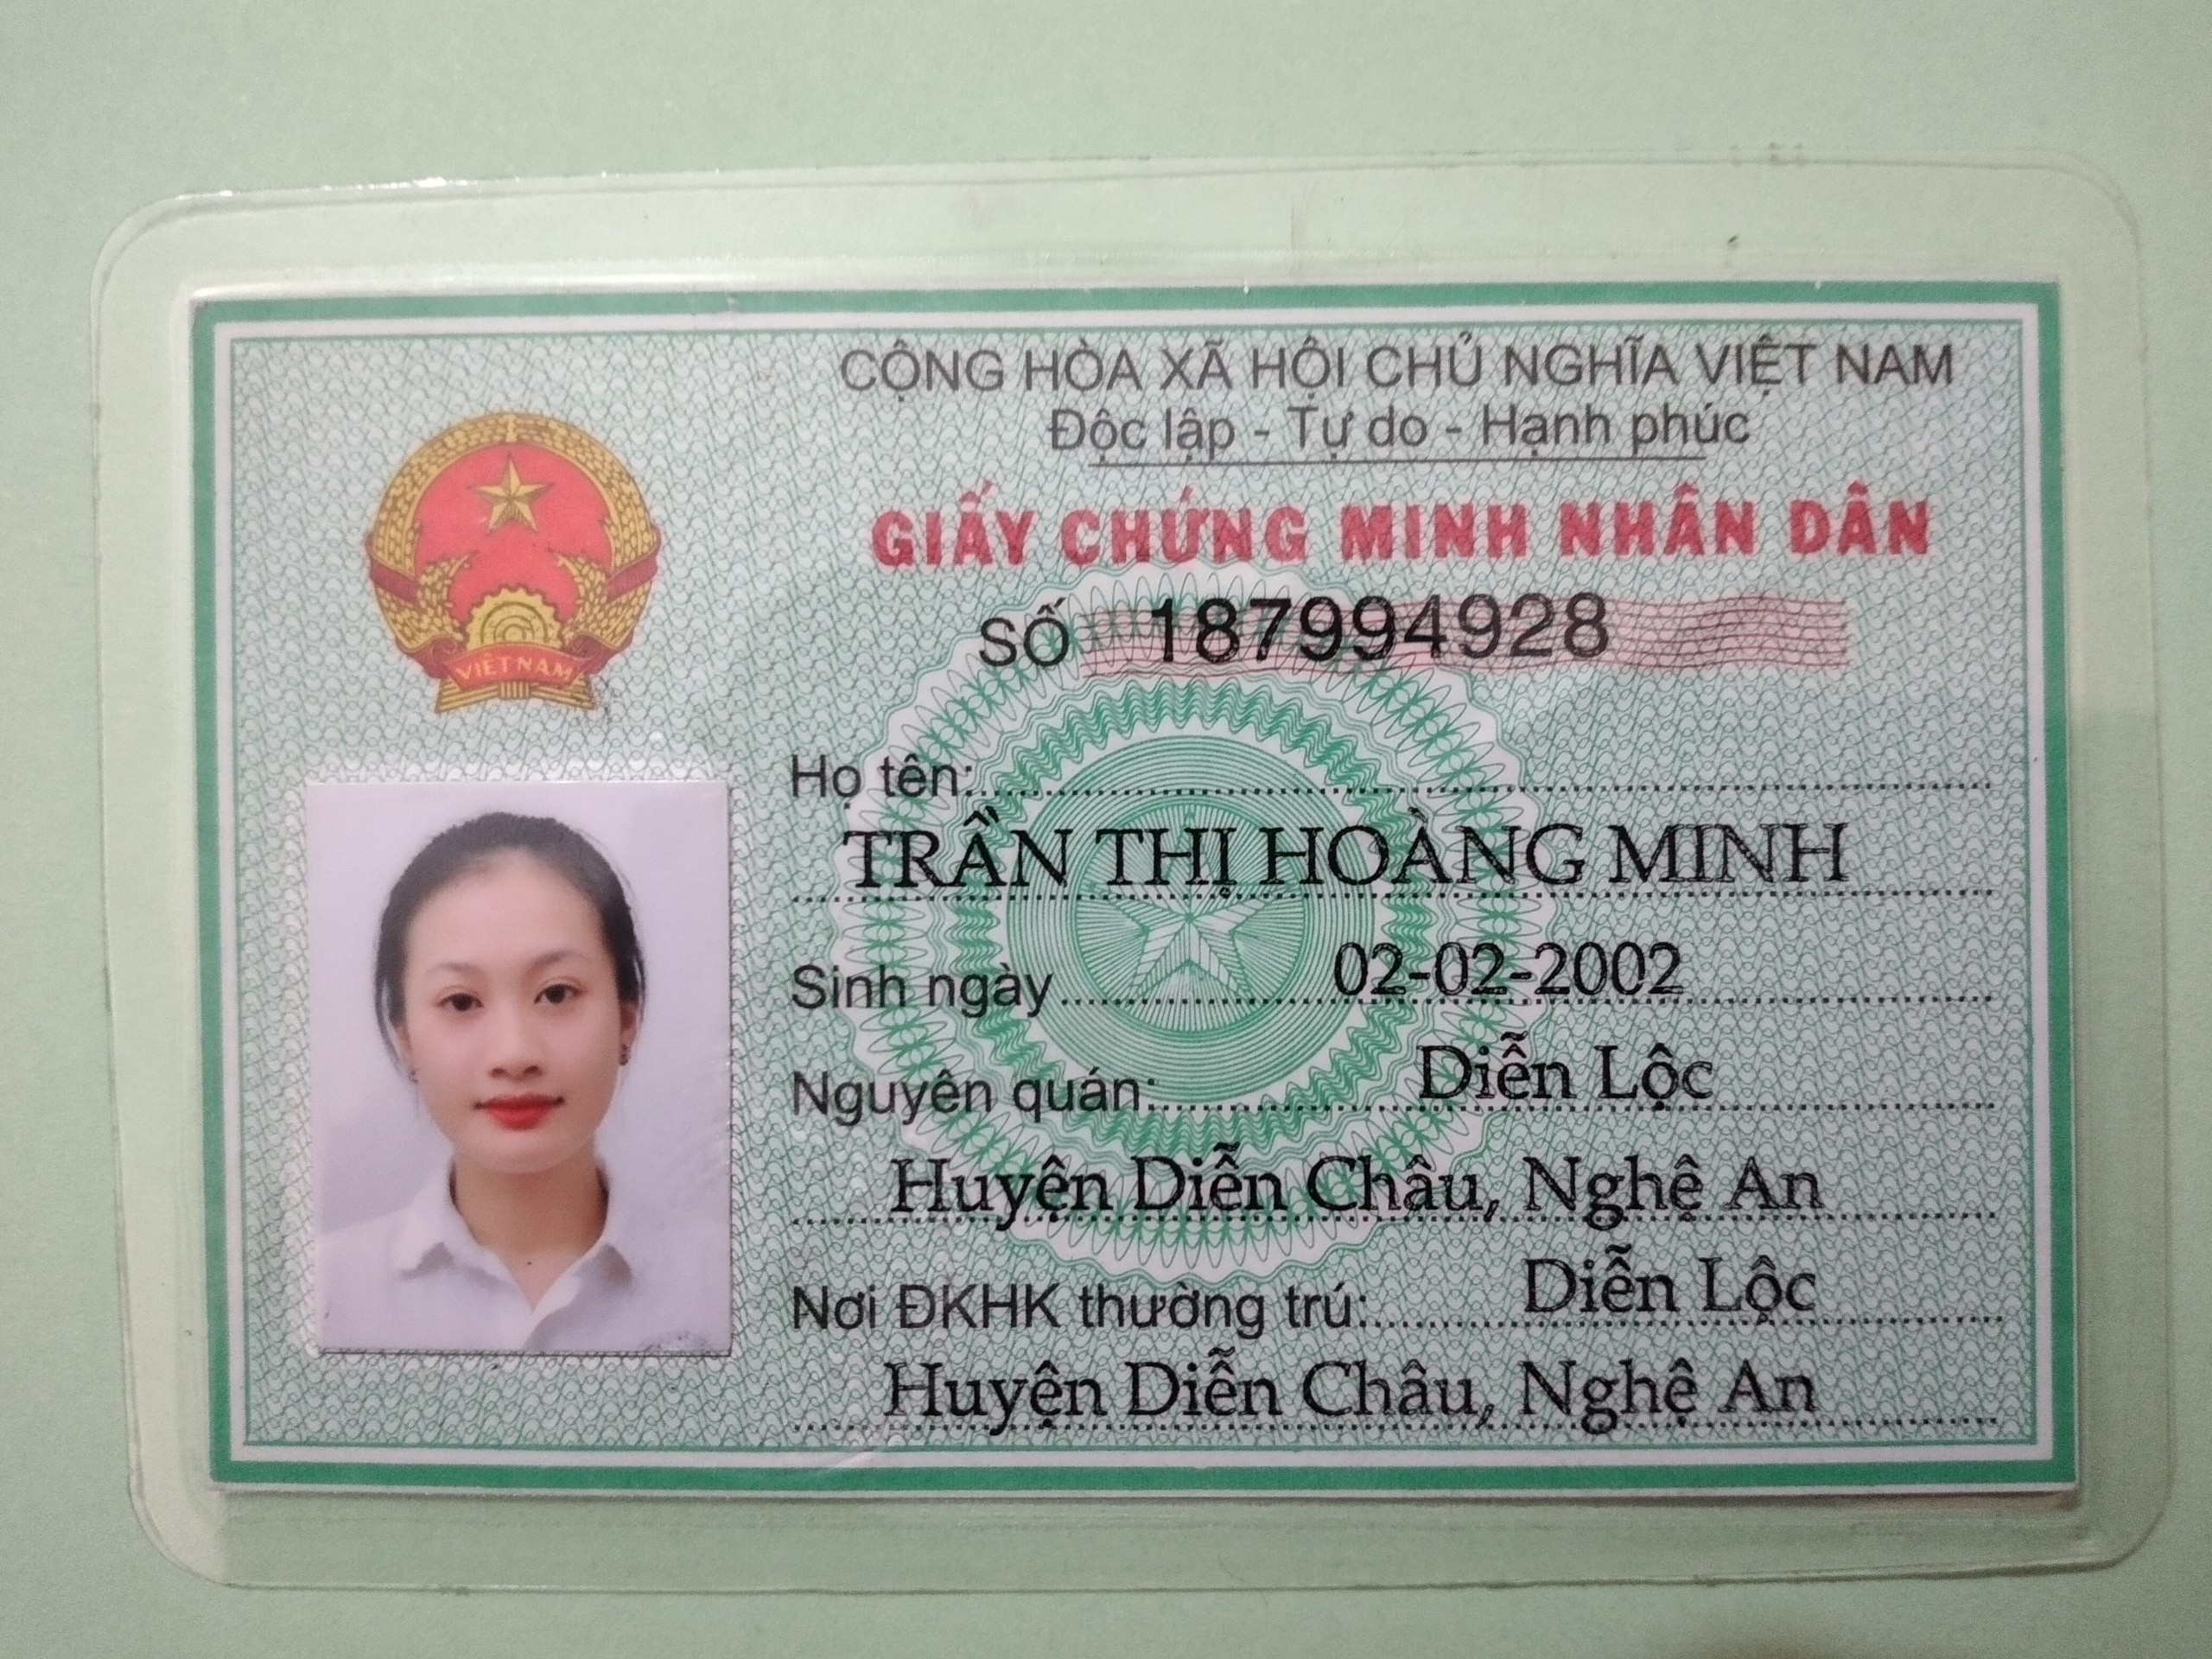 CỘNG HÒA XÃ HỘI CHỦ NGHĨA VIỆT NAM
Độc lập - Tự do - Hạnh phúc
GIẤY CHỨNG MINH NHÂN DÂN
SỐ 187994928
VIỆT NAM
Họ tên:
TRẦN THỊ HOÀNG MINH
Sinh ngày 02-02-2002
Nguyên quán: Diễn Lộc
Huyện Diễn Châu, Nghệ An
Nơi ĐKHK thường trú: Diễn Lộc
Huyện Diễn Châu, Nghệ An